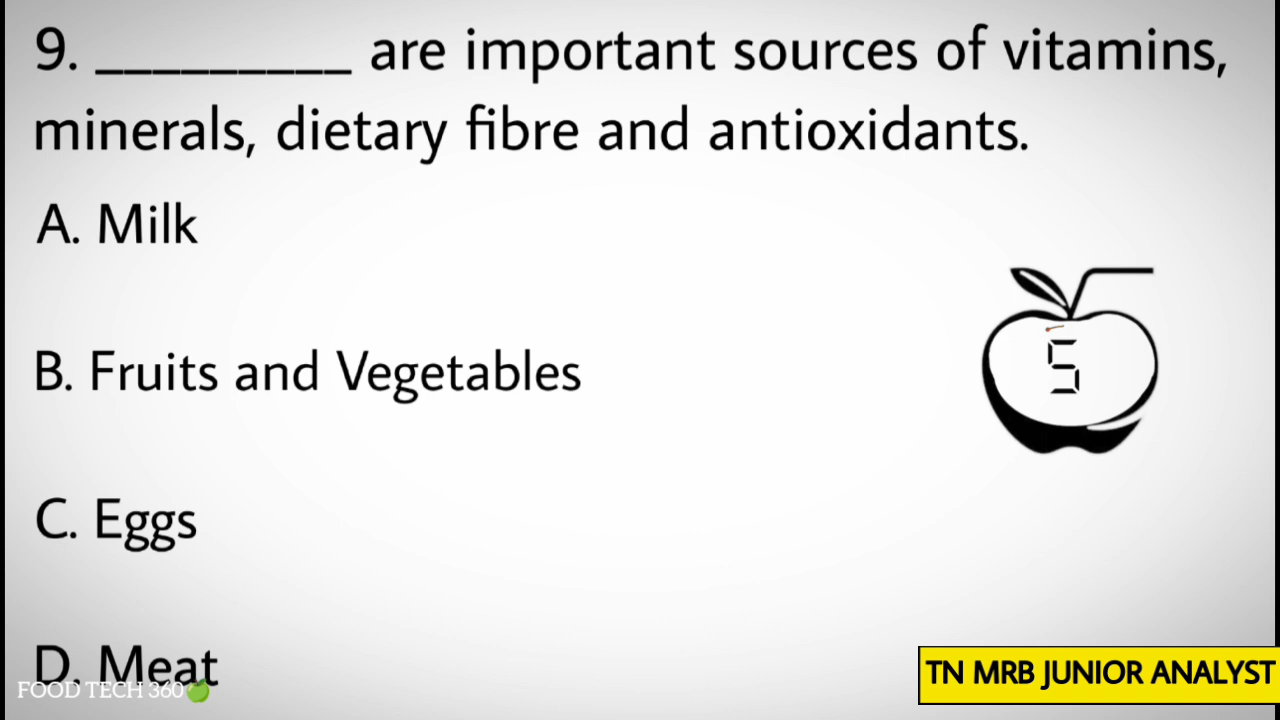 9. _________ are important sources of vitamins,
minerals, dietary fibre and antioxidants.
A. Milk
B. Fruits and Vegetables
5
C. Eggs
D. Meat
FOOD TECH 360
TN MRB JUNIOR ANALYST